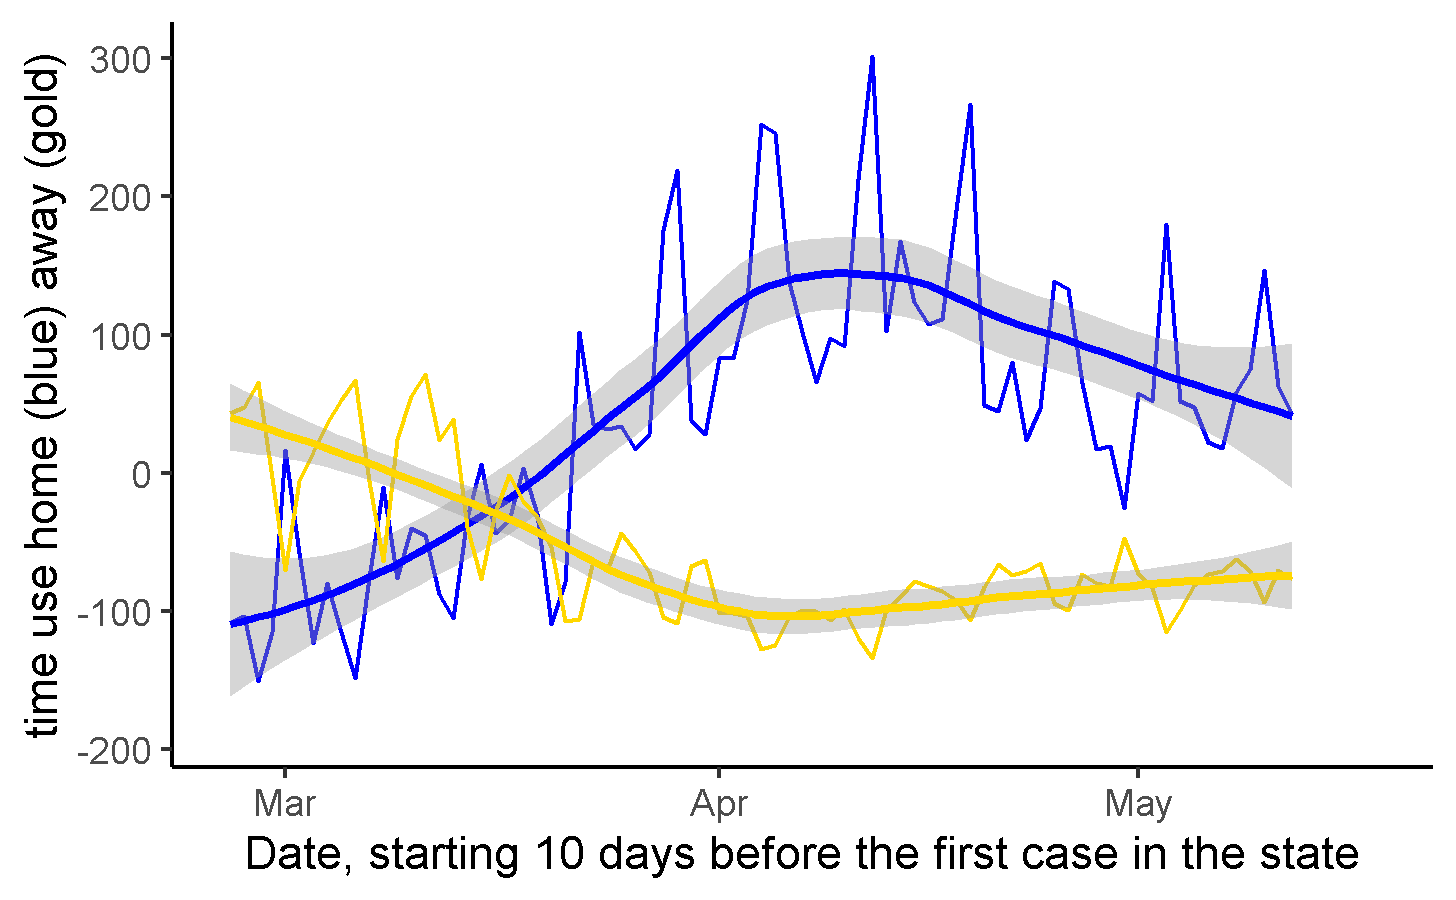 time use home (blue) away (gold)
300
200
100
0
-100
-200
Mar Apr May
Date, starting 10 days before the first case in the state